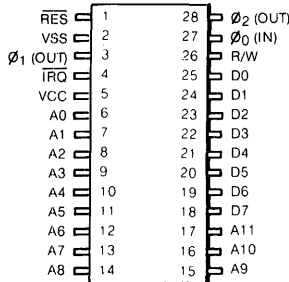 R̅E̅S̅ 1 28 Ø2 (OUT)
VSS 2 27 Ø0 (IN)
Ø1 (OUT) 3 26 R/W
I̅R̅Q̅ 4 25 D0
VCC 5 24 D1
A0 6 23 D2
A1 7 22 D3
A2 8 21 D4
A3 9 20 D5
A4 10 19 D6
A5 11 18 D7
A6 12 17 A11
A7 13 16 A10
A8 14 15 A9